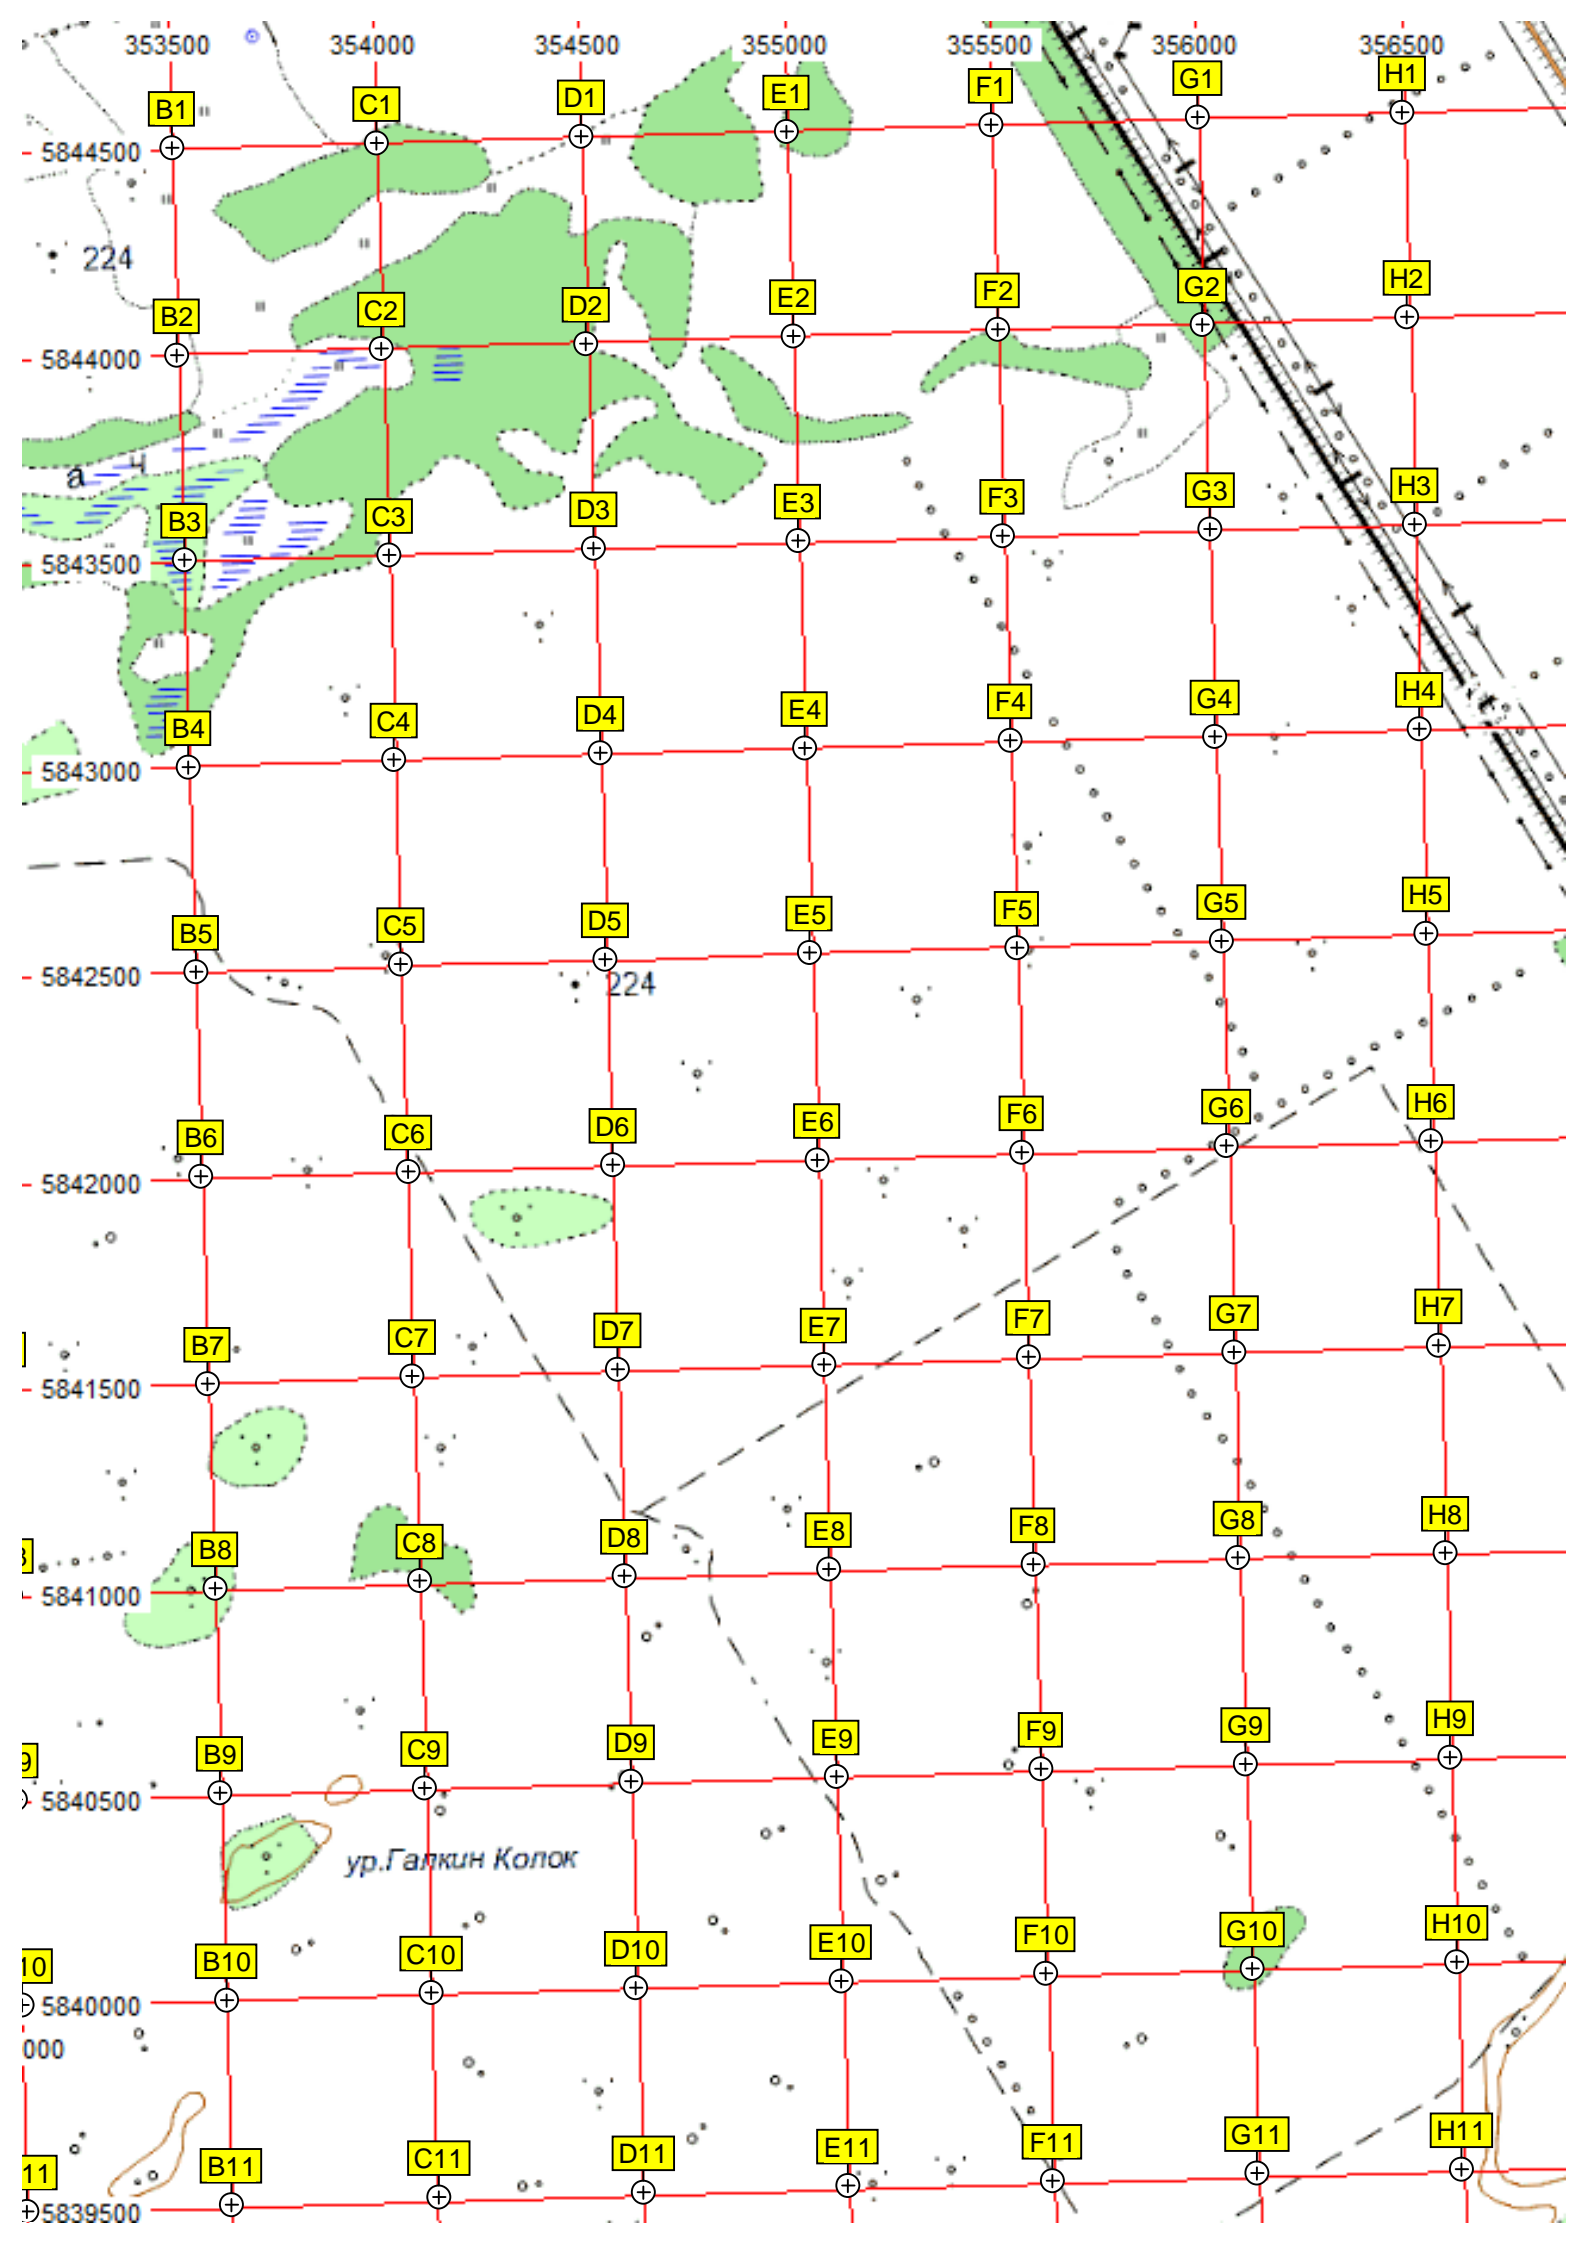 353500 354000 354500 355000 355500 356000 356500
B1 C1 D1 E1 F1 G1 H1
5844500
224
B2 C2 D2 E2 F2 G2 H2
5844000
а ч
B3 C3 D3 E3 F3 G3 H3
5843500
B4 C4 D4 E4 F4 G4 H4
5843000
B5 C5 D5 E5 F5 G5 H5
5842500
224
B6 C6 D6 E6 F6 G6 H6
5842000
B7 C7 D7 E7 F7 G7 H7
5841500
B8 C8 D8 E8 F8 G8 H8
5841000
9 B9 C9 D9 E9 F9 G9 H9
5840500
ур.Галкин Колок
10 B10 C10 D10 E10 F10 G10 H10
5840000
000
11 B11 C11 D11 E11 F11 G11 H11
5839500